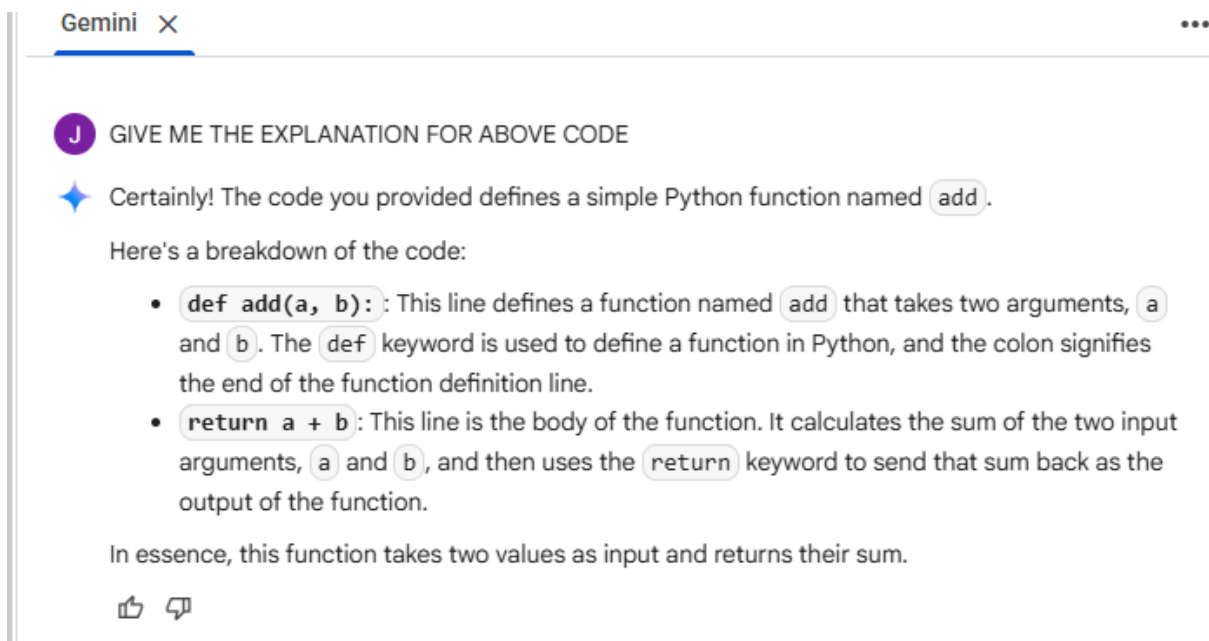 Gemini
J GIVE ME THE EXPLANATION FOR ABOVE CODE
Certainly! The code you provided defines a simple Python function named add.
Here's a breakdown of the code:
• def add(a, b): : This line defines a function named add that takes two arguments, a
and b. The def keyword is used to define a function in Python, and the colon signifies
the end of the function definition line.
• return a + b: This line is the body of the function. It calculates the sum of the two input
arguments, a and b, and then uses the return keyword to send that sum back as the
output of the function.
In essence, this function takes two values as input and returns their sum.